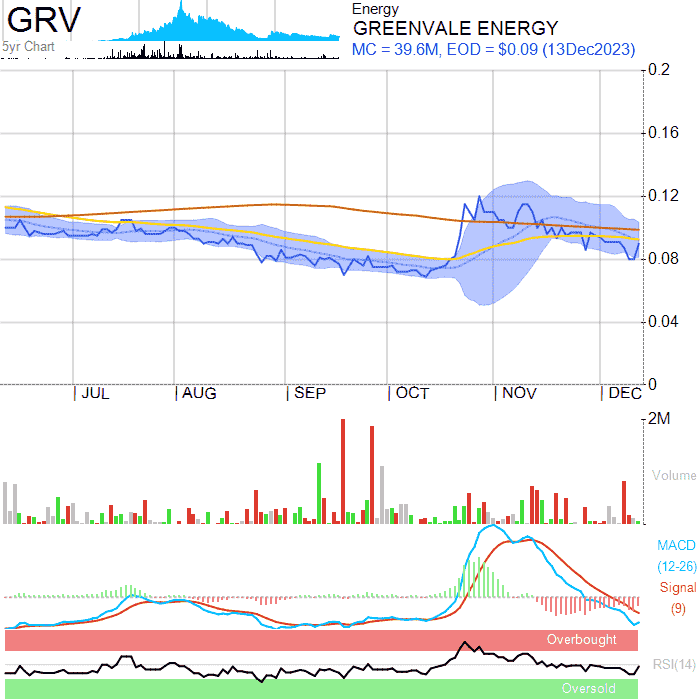 GRV
5yr Chart
Energy
GREENVALE ENERGY
MC = 39.6M, EOD = $0.09 (13Dec2023)
0.2
0.16
0.12
0.08
0.04
0
JUL AUG SEP OCT NOV DEC
2M
Volume
MACD
(12-26)
Signal
(9)
Overbought
RSI(14)
Oversold